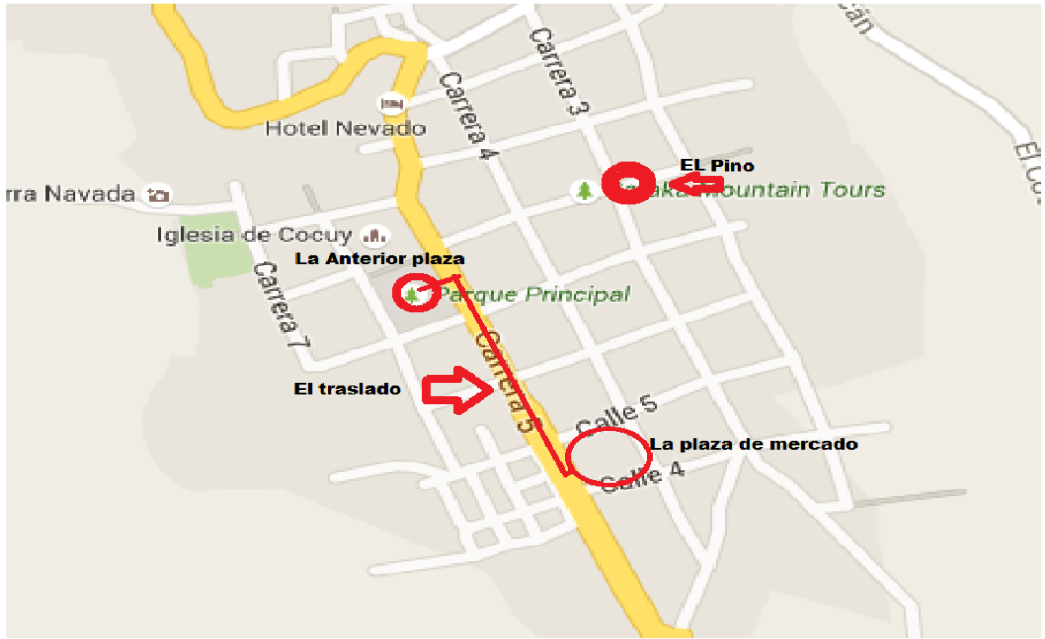 Carrera 3
Carrera 4
Hotel Nevado
EL Pino
Mountain Tours
rra Navada
Iglesia de Cocuy
La Anterior plaza
Parque Principal
Carrera 7
Carrera 5
El traslado
Calle 5
La plaza de mercado
Calle 4